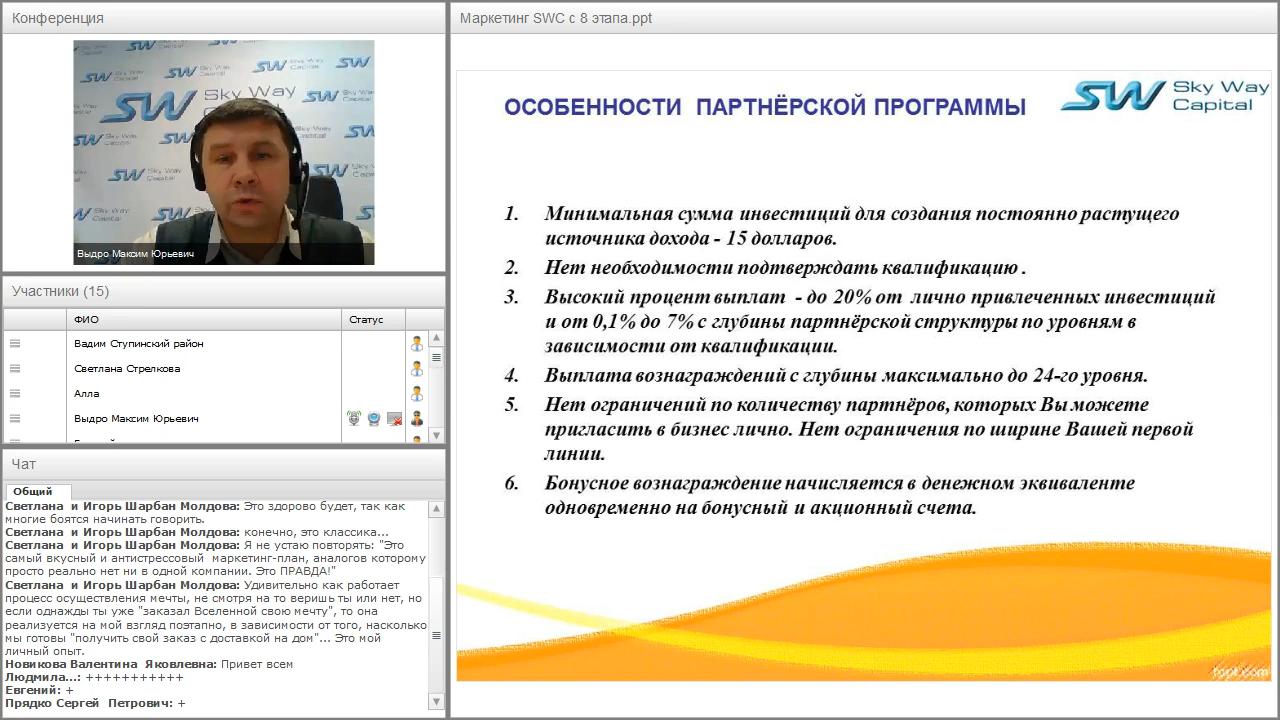 Конференция
Sky Way
Capital
SW
Sky Way
Выдро Максим Юрьевич
Участники (15)
ФИО
Статус
Вадим Ступинский район
Светлана Стрелкова
Алла
Выдро Максим Юрьевич
Чат
Общий
Светлана и Игорь Шарбан Молдова: Это здорово будет, так как
многие боятся начинать говорить.
Светлана и Игорь Шарбан Молдова: конечно, это классика...
Светлана и Игорь Шарбан Молдова: Я не устаю повторять: "Это
самый вкусный и антистрессовый маркетинг-план, аналогов которому
просто реально нет ни в одной компании. Это ПРАВДА!"
Светлана и Игорь Шарбан Молдова: Удивительно как работает
процесс осуществления мечты, не смотря на то веришь ты или нет, но
если однажды ты уже "заказал Вселенной свою мечту", то она
реализуется на мой взгляд поэтапно, в зависимости от того, насколько
мы готовы "получить свой заказ с доставкой на дом"... Это мой
личный опыт.
Новикова Валентина Яковлевна: Привет всем
Людмила...: +++++++++++
Евгений: +
Прядко Сергей Петрович: +
Маркетинг SWC с 8 этапа.ppt
ОСОБЕННОСТИ ПАРТНЁРСКОЙ ПРОГРАММЫ
SW Sky Way
Capital
1. Минимальная сумма инвестиций для создания постоянно растущего
источника дохода - 15 долларов.
2. Нет необходимости подтверждать квалификацию .
3. Высокий процент выплат - до 20% от лично привлеченных инвестиций
и от 0,1% до 7% с глубины партнёрской структуры по уровням в
зависимости от квалификации.
4. Выплата вознаграждений с глубины максимально до 24-го уровня.
5. Нет ограничений по количеству партнёров, которых Вы можете
пригласить в бизнес лично. Нет ограничения по ширине Вашей первой
линии.
6. Бонусное вознаграждение начисляется в денежном эквиваленте
одновременно на бонусный и акционный счета.
fppt.com